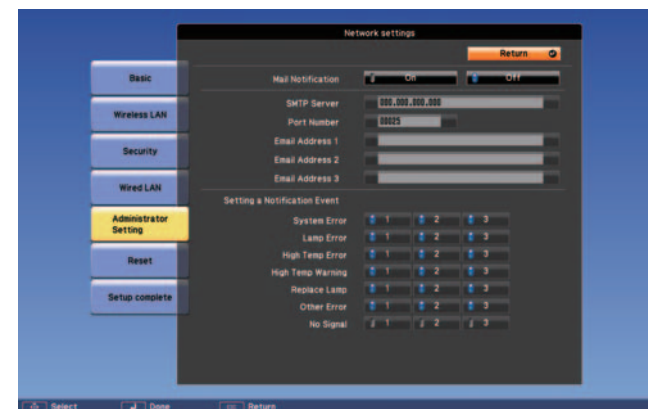 Network settings
Return
Basic
Wireless LAN
Security
Wired LAN
Administrator
Setting
Reset
Setup complete
Mail Notification On Off
SMTP Server 000.000.000.000
Port Number 00025
Email Address 1
Email Address 2
Email Address 3
Setting a Notification Event
System Error 1 2 3
Lamp Error 1 2 3
High Temp Error 1 2 3
High Temp Warning 1 2 3
Replace Lamp 1 2 3
Other Error 1 2 3
No Signal 1 2 3
Select Done Return